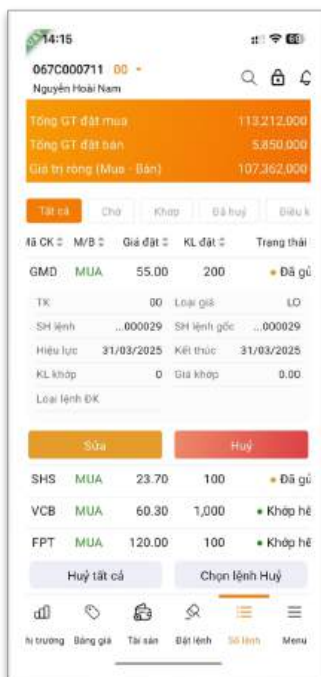 14:15
067C000711 00
Nguyễn Hoài Nam
Tổng GT đặt mua 113,212,000
Tổng GT đặt bán 5,850,000
Giá trị ròng (Mua - Bán) 107,362,000
Tất cả Chờ Khớp Đã huỷ Điều k
Mã CK M/B Giá đặt KL đặt Trạng thái
GMD MUA 55.00 200 Đã gử
TK 00 Loại giá LO
SH lệnh ...000029 SH lệnh gốc ...000029
Hiệu lực 31/03/2025 Kết thúc 31/03/2025
KL khớp 0 Giá khớp 0.00
Loại lệnh ĐK
Sửa Huỷ
SHS MUA 23.70 100 Đã gử
VCB MUA 60.30 1,000 Khớp hế
FPT MUA 120.00 100 Khớp hế
Huỷ tất cả Chọn lệnh Huỷ
hị trường Bảng giá Tài sản Đặt lệnh Sổ lệnh Menu